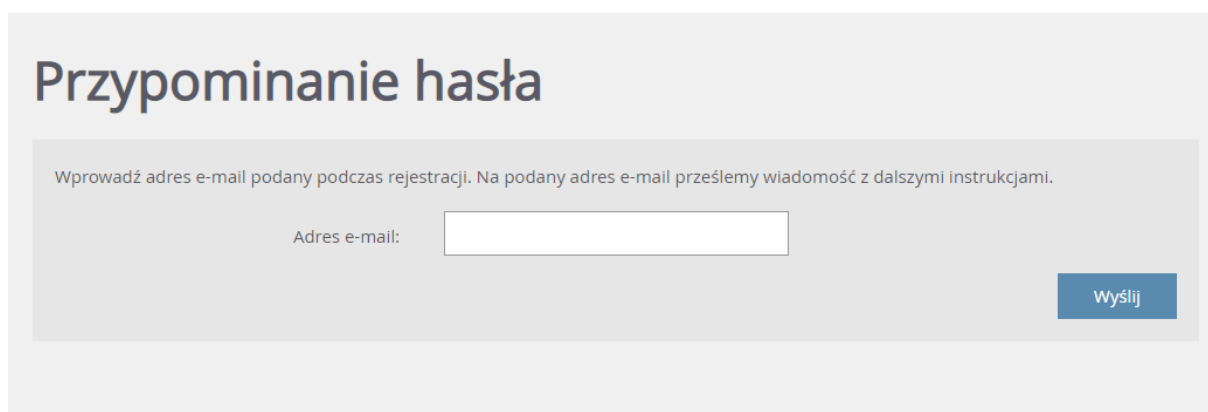 Przypominanie hasła
Wprowadź adres e-mail podany podczas rejestracji. Na podany adres e-mail prześlemy wiadomość z dalszymi instrukcjami.
Adres e-mail:
Wyślij